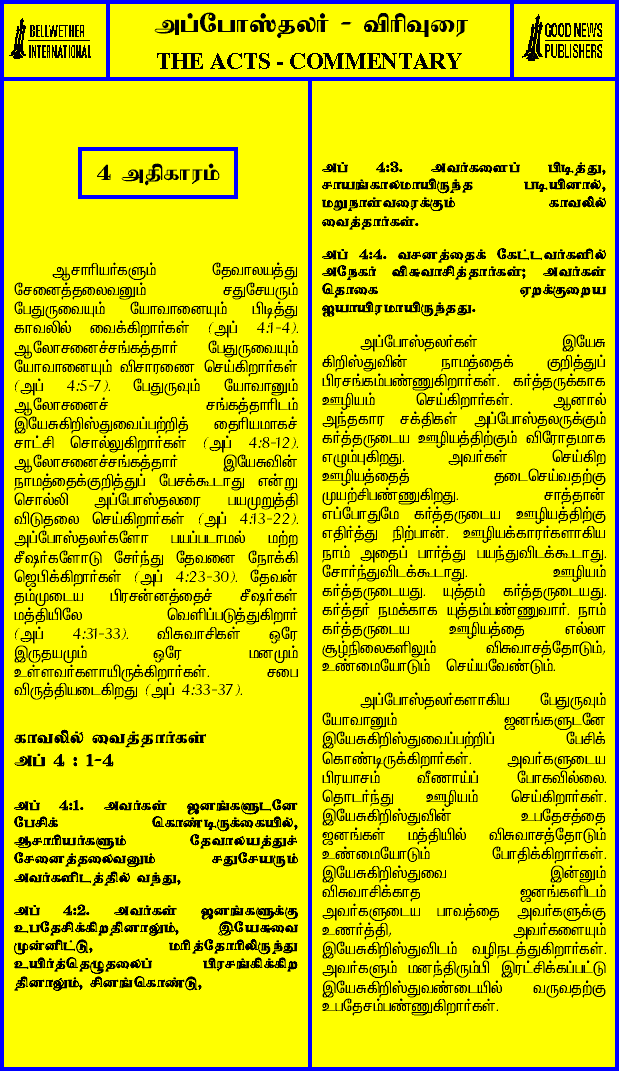 BELLWETHER
INTERNATIONAL
அப்போஸ்தலர் - விரிவுரை
THE ACTS - COMMENTARY
GOOD NEWS
PUBLISHERS
4 அதிகாரம்
ஆசாரியர்களும் தேவாலயத்து
சேனைத்தலைவனும் சதுசேயரும்
பேதுருவையும் யோவானையும் பிடித்து
காவலில் வைக்கிறார்கள் (அப் 4:1-4).
ஆலோசனைச்சங்கத்தார் பேதுருவையும்
யோவானையும் விசாரணை செய்கிறார்கள்
(அப் 4:5-7). பேதுருவும் யோவானும்
ஆலோசனைச் சங்கத்தாரிடம்
இயேசுகிறிஸ்துவைப்பற்றித் தைரியமாகச்
சாட்சி சொல்லுகிறார்கள் (அப் 4:8-12).
ஆலோசனைச்சங்கத்தார் இயேசுவின்
நாமத்தைக்குறித்துப் பேசக்கூடாது என்று
சொல்லி அப்போஸ்தலரை பயமுறுத்தி
விடுதலை செய்கிறார்கள் (அப் 4:13-22).
அப்போஸ்தலர்களோ பயப்படாமல் மற்ற
சீஷர்களோடு சேர்ந்து தேவனை நோக்கி
ஜெபிக்கிறார்கள் (அப் 4:23-30). தேவன்
தம்முடைய பிரசன்னத்தைச் சீஷர்கள்
மத்தியிலே வெளிப்படுத்துகிறார்
(அப் 4:31-33). விசுவாசிகள் ஒரே
இருதயமும் ஒரே மனமும்
உள்ளவர்களாயிருக்கிறார்கள். சபை
விருத்தியடைகிறது (அப் 4:33-37).
காவலில் வைத்தார்கள்
அப் 4 : 1-4
அப் 4:1. அவர்கள் ஜனங்களுடனே
பேசிக் கொண்டிருக்கையில்,
ஆசாரியர்களும் தேவாலயத்துச்
சேனைத்தலைவனும் சதுசேயரும்
அவர்களிடத்தில் வந்து,
அப் 4:2. அவர்கள் ஜனங்களுக்கு
உபதேசிக்கிறதினாலும், இயேசுவை
முன்னிட்டு, மரித்தோரிலிருந்து
உயிர்த்தெழுதலைப் பிரசங்கிக்கிற
தினாலும், சினங்கொண்டு,
அப் 4:3. அவர்களைப் பிடித்து,
சாயங்காலமாயிருந்த படியினால்,
மறுநாள்வரைக்கும் காவலில்
வைத்தார்கள்.
அப் 4:4. வசனத்தைக் கேட்டவர்களில்
அநேகர் விசுவாசித்தார்கள்; அவர்கள்
தொகை ஏறக்குறைய
ஐயாயிரமாயிருந்தது.
அப்போஸ்தலர்கள் இயேசு
கிறிஸ்துவின் நாமத்தைக் குறித்துப்
பிரசங்கம்பண்ணுகிறார்கள். கர்த்தருக்காக
ஊழியம் செய்கிறார்கள். ஆனால்
அந்தகார சக்திகள் அப்போஸ்தலருக்கும்
கர்த்தருடைய ஊழியத்திற்கும் விரோதமாக
எழும்புகிறது. அவர்கள் செய்கிற
ஊழியத்தைத் தடைசெய்வதற்கு
முயற்சிபண்ணுகிறது. சாத்தான்
எப்போதுமே கர்த்தருடைய ஊழியத்திற்கு
எதிர்த்து நிற்பான். ஊழியக்காரர்களாகிய
நாம் அதைப் பார்த்து பயந்துவிடக்கூடாது.
சோர்ந்துவிடக்கூடாது. ஊழியம்
கர்த்தருடையது. யுத்தம் கர்த்தருடையது.
கர்த்தர் நமக்காக யுத்தம்பண்ணுவார். நாம்
கர்த்தருடைய ஊழியத்தை எல்லா
சூழ்நிலைகளிலும் விசுவாசத்தோடும்,
உண்மையோடும் செய்யவேண்டும்.
அப்போஸ்தலர்களாகிய பேதுருவும்
யோவானும் ஜனங்களுடனே
இயேசுகிறிஸ்துவைப்பற்றிப் பேசிக்
கொண்டிருக்கிறார்கள். அவர்களுடைய
பிரயாசம் வீணாய்ப் போகவில்லை.
தொடர்ந்து ஊழியம் செய்கிறார்கள்.
இயேசுகிறிஸ்துவின் உபதேசத்தை
ஜனங்கள் மத்தியில் விசுவாசத்தோடும்
உண்மையோடும் போதிக்கிறார்கள்.
இயேசுகிறிஸ்துவை இன்னும்
விசுவாசிக்காத ஜனங்களிடம்
அவர்களுடைய பாவத்தை அவர்களுக்கு
உணர்த்தி, அவர்களையும்
இயேசுகிறிஸ்துவிடம் வழிநடத்துகிறார்கள்.
அவர்களும் மனந்திரும்பி இரட்சிக்கப்பட்டு
இயேசுகிறிஸ்துவண்டையில் வருவதற்கு
உபதேசம்பண்ணுகிறார்கள்.